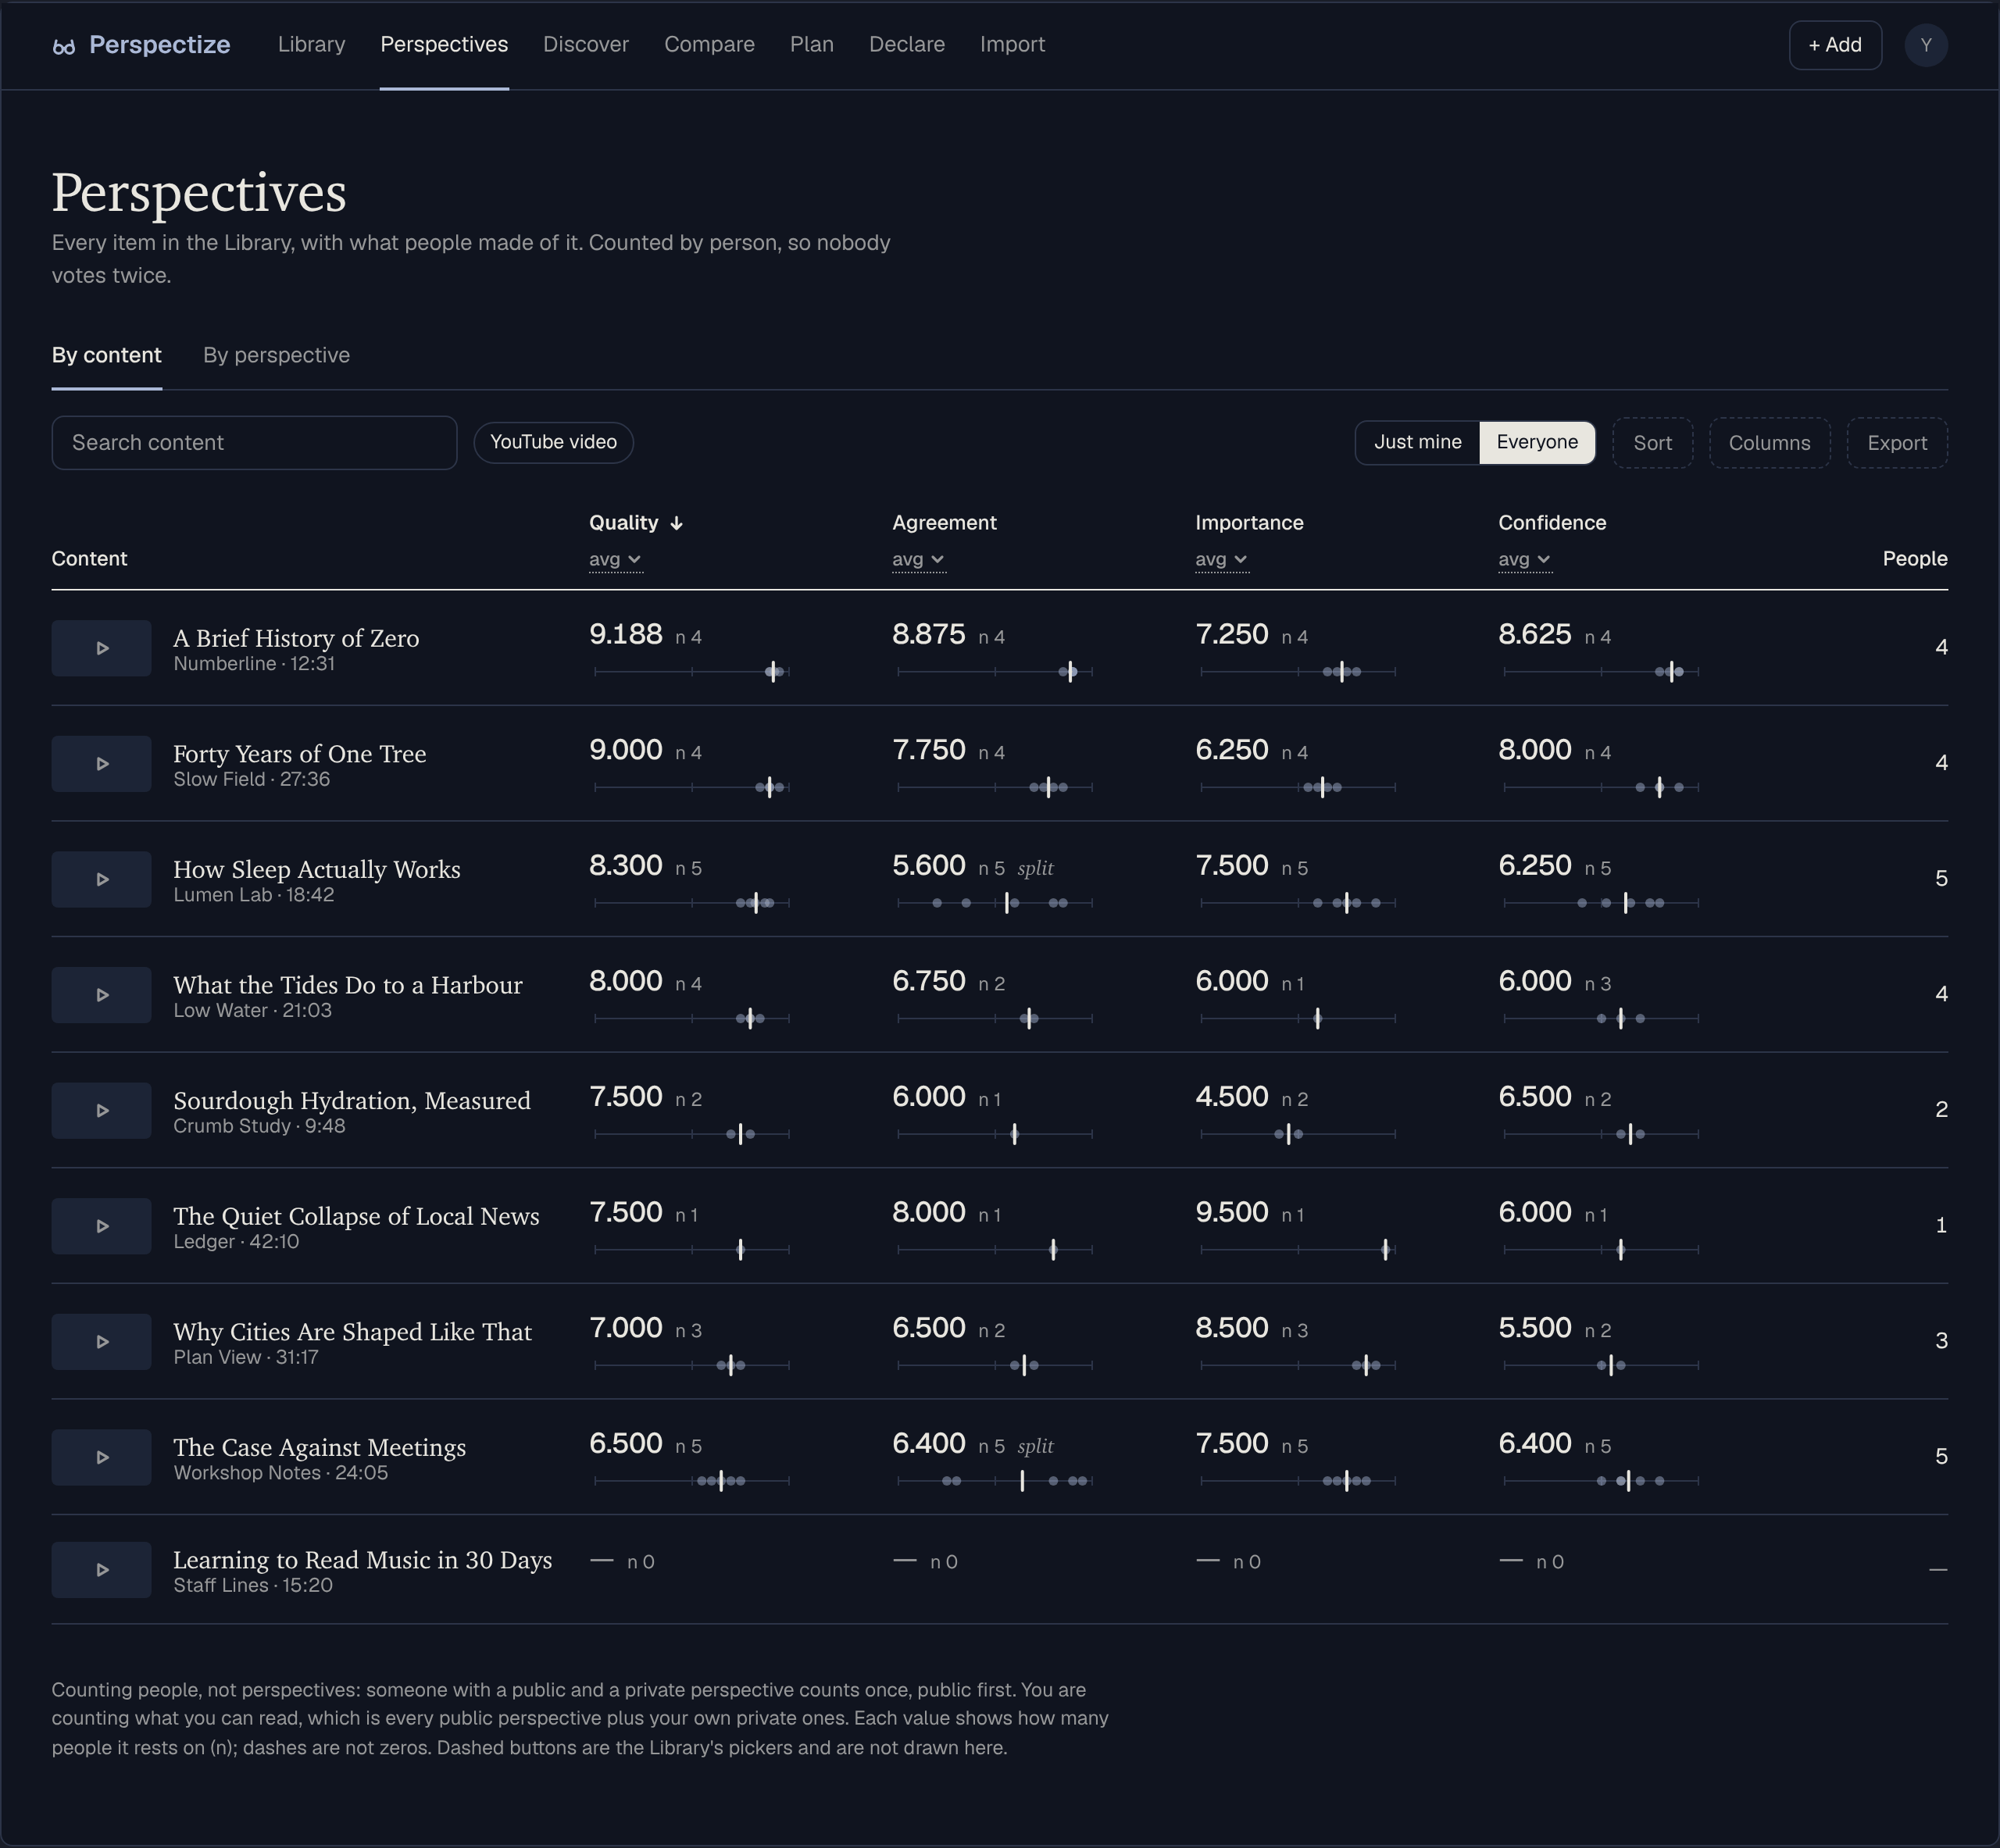 Perspectize Library Perspectives Discover Compare Plan Declare Import + Add Y
Perspectives
Every item in the Library, with what people made of it. Counted by person, so nobody
votes twice.
By content By perspective
Search content YouTube video Just mine Everyone Sort Columns Export
Quality ↓ Agreement Importance Confidence
Content avg avg avg avg People
A Brief History of Zero 9.188 n 4 8.875 n 4 7.250 n 4 8.625 n 4 4
Numberline · 12:31
Forty Years of One Tree 9.000 n 4 7.750 n 4 6.250 n 4 8.000 n 4 4
Slow Field · 27:36
How Sleep Actually Works 8.300 n 5 5.600 n 5 split 7.500 n 5 6.250 n 5 5
Lumen Lab · 18:42
What the Tides Do to a Harbour 8.000 n 4 6.750 n 2 6.000 n 1 6.000 n 3 4
Low Water · 21:03
Sourdough Hydration, Measured 7.500 n 2 6.000 n 1 4.500 n 2 6.500 n 2 2
Crumb Study · 9:48
The Quiet Collapse of Local News 7.500 n 1 8.000 n 1 9.500 n 1 6.000 n 1 1
Ledger · 42:10
Why Cities Are Shaped Like That 7.000 n 3 6.500 n 2 8.500 n 3 5.500 n 2 3
Plan View · 31:17
The Case Against Meetings 6.500 n 5 6.400 n 5 split 7.500 n 5 6.400 n 5 5
Workshop Notes · 24:05
Learning to Read Music in 30 Days — n 0 — n 0 — n 0 — n 0 —
Staff Lines · 15:20
Counting people, not perspectives: someone with a public and a private perspective counts once, public first. You are
counting what you can read, which is every public perspective plus your own private ones. Each value shows how many
people it rests on (n); dashes are not zeros. Dashed buttons are the Library's pickers and are not drawn here.